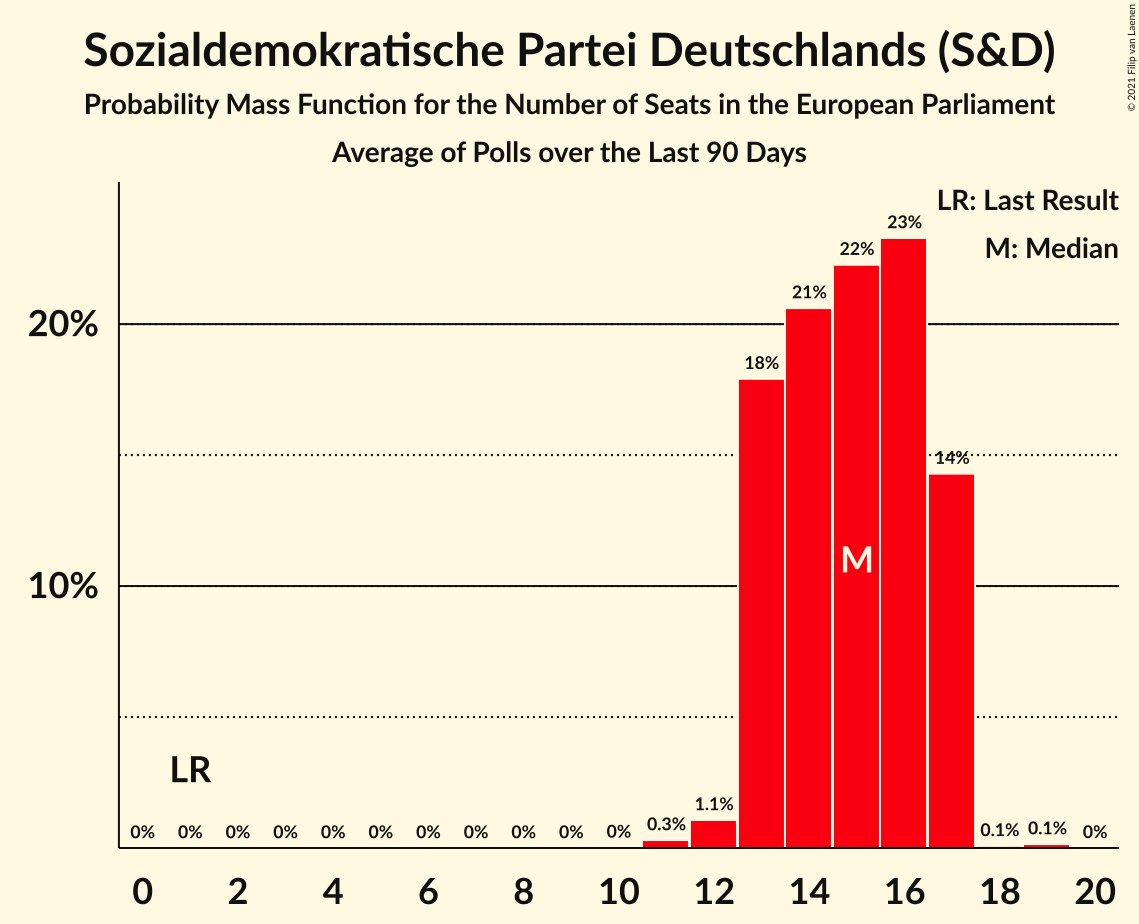 Sozialdemokratische Partei Deutschlands (S&D)
Probability Mass Function for the Number of Seats in the European Parliament
Average of Polls over the Last 90 Days
© 2021 Filip van Laenen
LR: Last Result
M: Median
23%
22%
21%
20%
18%
14%
M
10%
LR
0% 0% 0% 0% 0% 0% 0% 0% 0% 0% 0% 0.3% 1.1% 0.1% 0.1% 0%
0 2 4 6 8 10 12 14 16 18 20